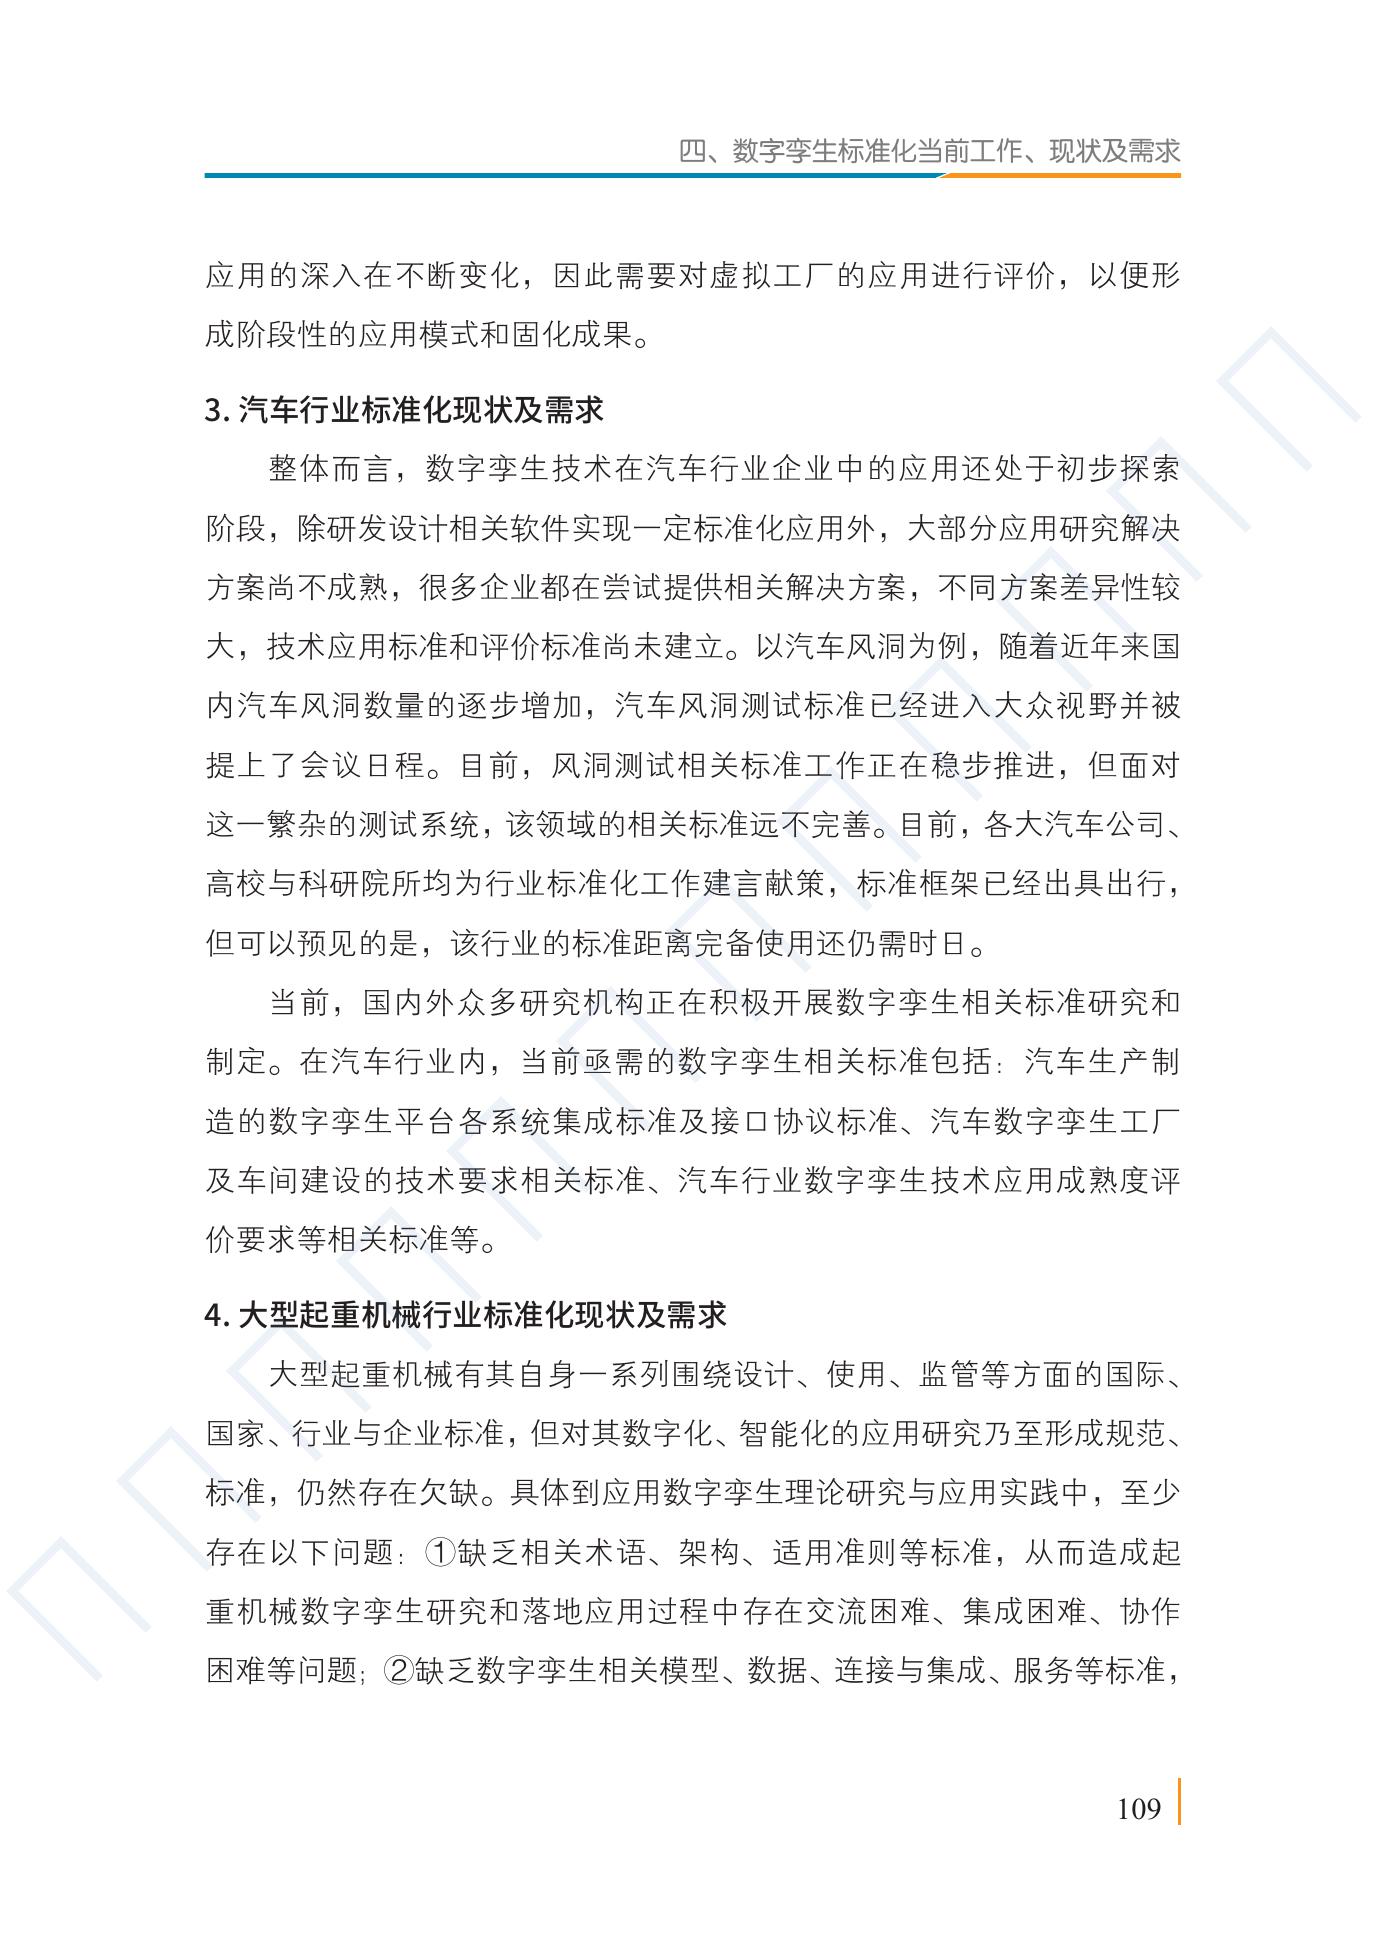 四、数字孪生标准化当前工作、现状及需求
应用的深入在不断变化，因此需要对虚拟工厂的应用进行评价，以便形
成阶段性的应用模式和固化成果。
3. 汽车行业标准化现状及需求
整体而言，数字孪生技术在汽车行业企业中的应用还处于初步探索
阶段，除研发设计相关软件实现一定标准化应用外，大部分应用研究解决
方案尚不成熟，很多企业都在尝试提供相关解决方案，不同方案差异性较
大，技术应用标准和评价标准尚未建立。以汽车风洞为例，随着近年来国
内汽车风洞数量的逐步增加，汽车风洞测试标准已经进入大众视野并被
提上了会议日程。目前，风洞测试相关标准工作正在稳步推进，但面对
这一繁杂的测试系统，该领域的相关标准远不完善。目前，各大汽车公司、
高校与科研院所均为行业标准化工作建言献策，标准框架已经出具出行，
但可以预见的是，该行业的标准距离完备使用还仍需时日。
当前，国内外众多研究机构正在积极开展数字孪生相关标准研究和
制定。在汽车行业内，当前亟需的数字孪生相关标准包括：汽车生产制
造的数字孪生平台各系统集成标准及接口协议标准、汽车数字孪生工厂
及车间建设的技术要求相关标准、汽车行业数字孪生技术应用成熟度评
价要求等相关标准等。
4. 大型起重机械行业标准化现状及需求
大型起重机械有其自身一系列围绕设计、使用、监管等方面的国际、
国家、行业与企业标准，但对其数字化、智能化的应用研究乃至形成规范、
标准，仍然存在欠缺。具体到应用数字孪生理论研究与应用实践中，至少
存在以下问题：①缺乏相关术语、架构、适用准则等标准，从而造成起
重机械数字孪生研究和落地应用过程中存在交流困难、集成困难、协作
困难等问题；②缺乏数字孪生相关模型、数据、连接与集成、服务等标准，
109